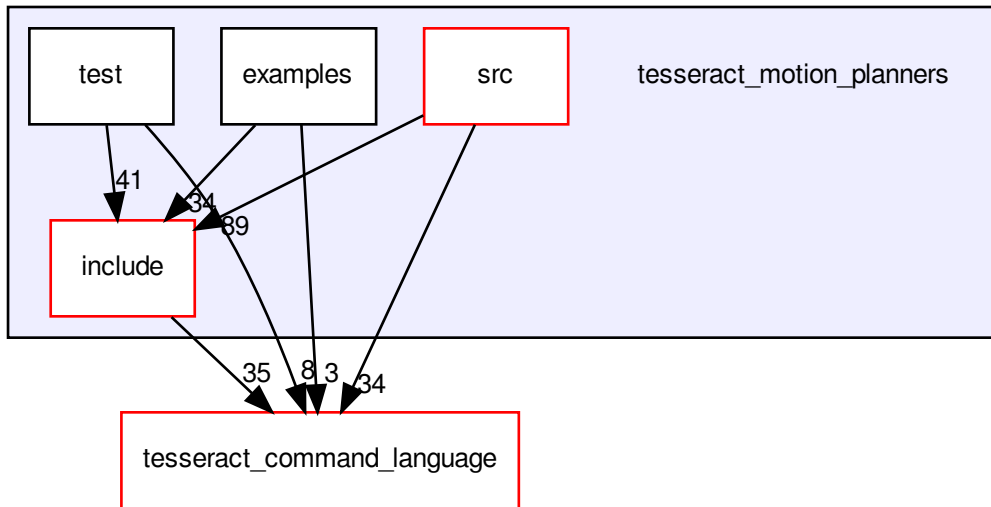 test
examples
src
tesseract_motion_planners
41
34
89
include
35
8
3
34
tesseract_command_language